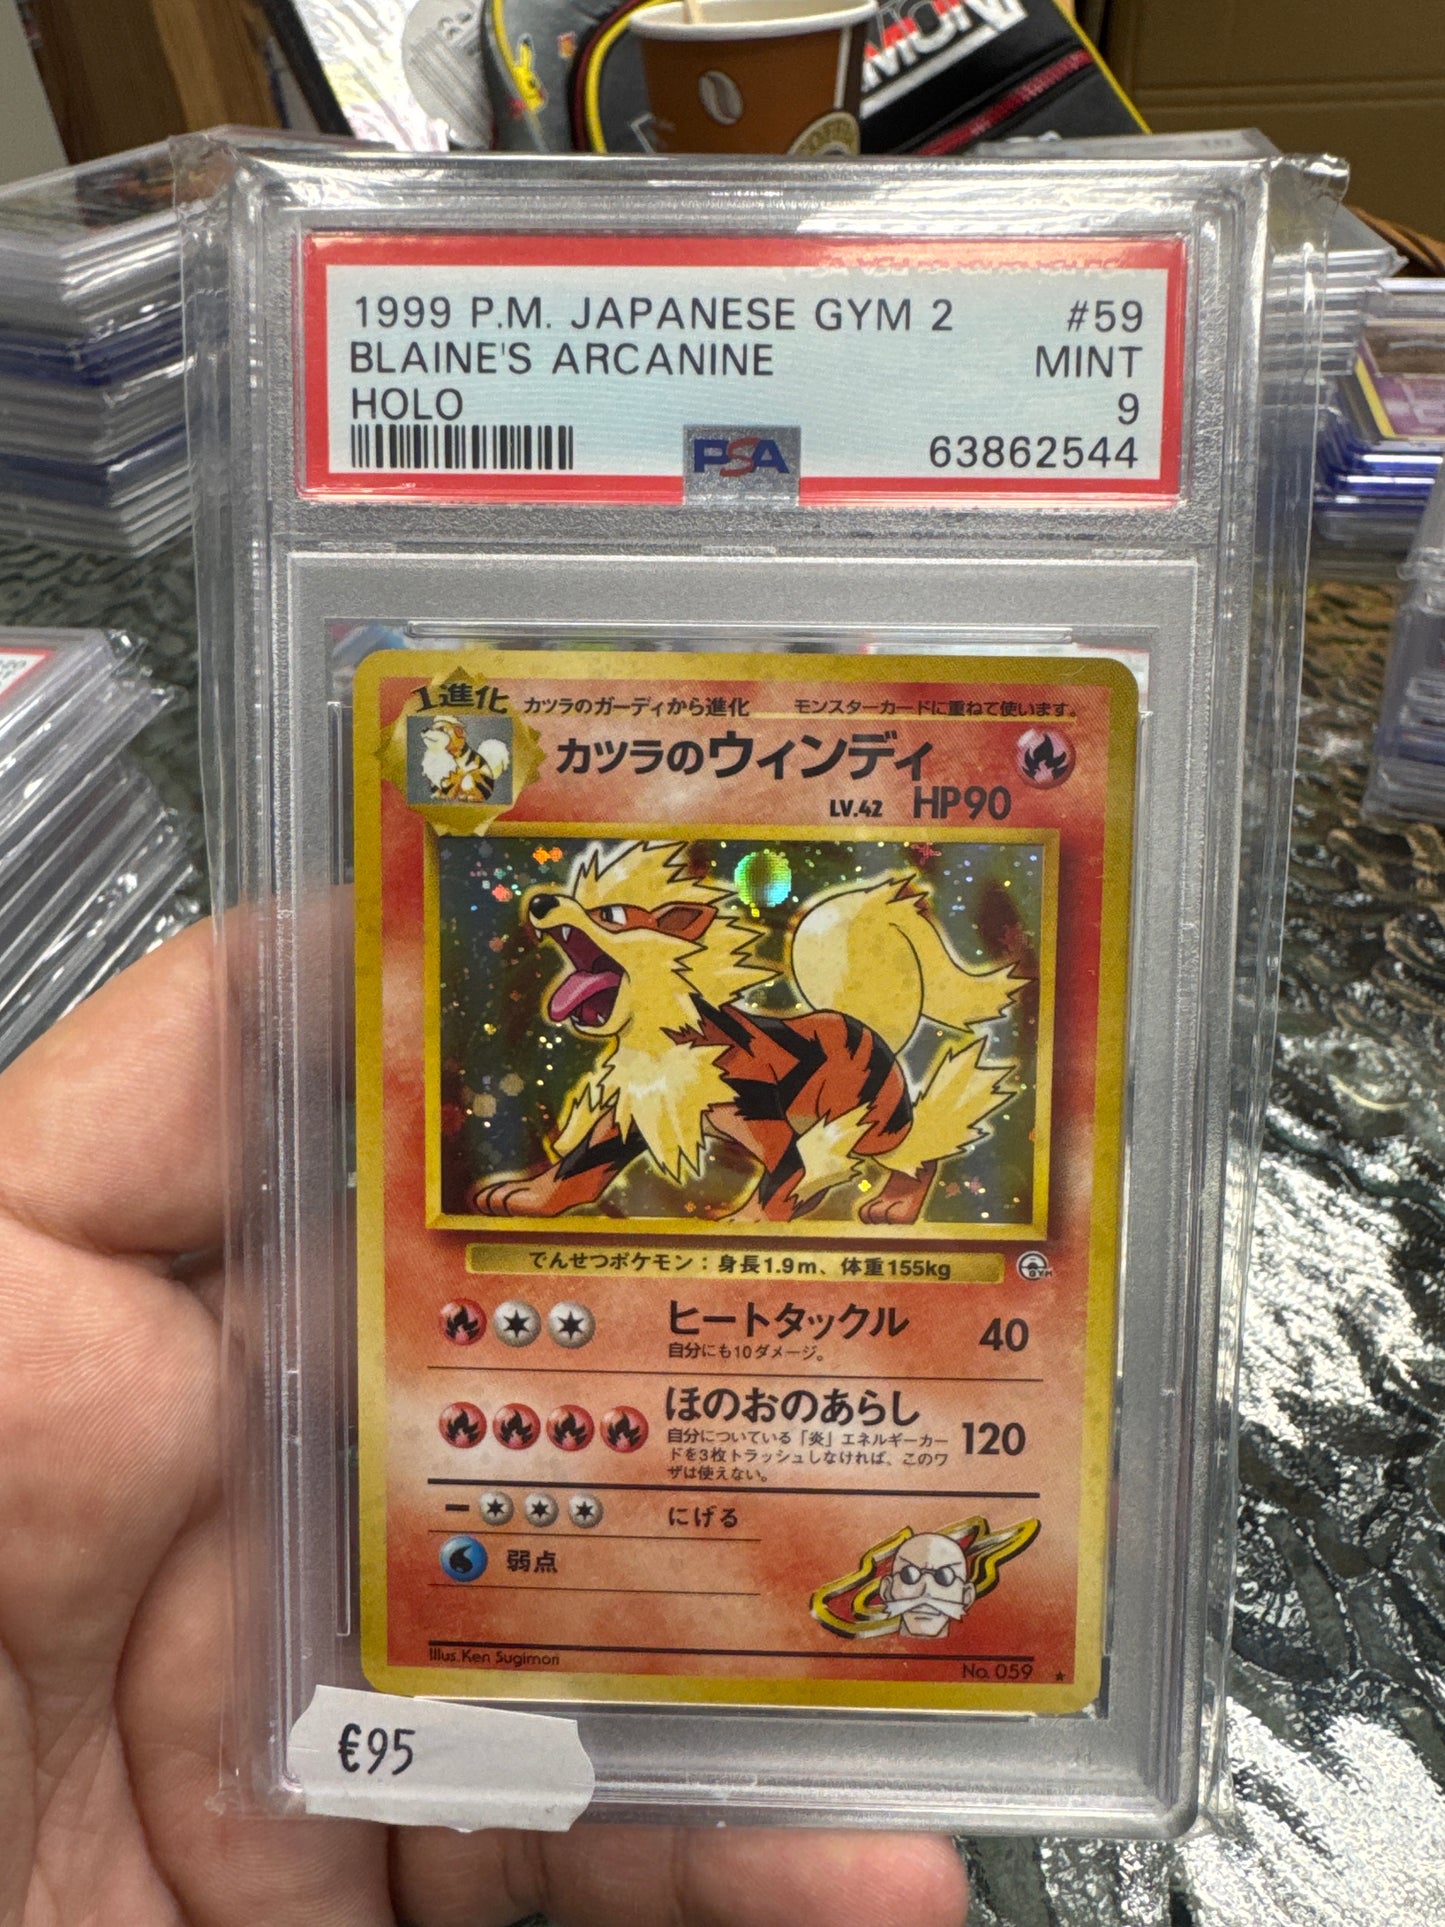 1999 P.M. JAPANESE GYM 2 #59
BLAINE'S ARCANINE MINT
HOLO 9
PSA 63862544
1進化 カツラのガーディから進化 モンスターカードに重ねて使います。
カツラのウィンディ
LV.42 HP90
でんせつポケモン：身長1.9m、体重155kg
GYM
ヒートタックル 40
自分にも10ダメージ。
ほのおのあらし 120
自分についている「炎」エネルギーカー
ドを3枚トラッシュしなければ、このワ
ザは使えない。
ー にげる
弱点
Illus.Ken Sugimori No.059
€95